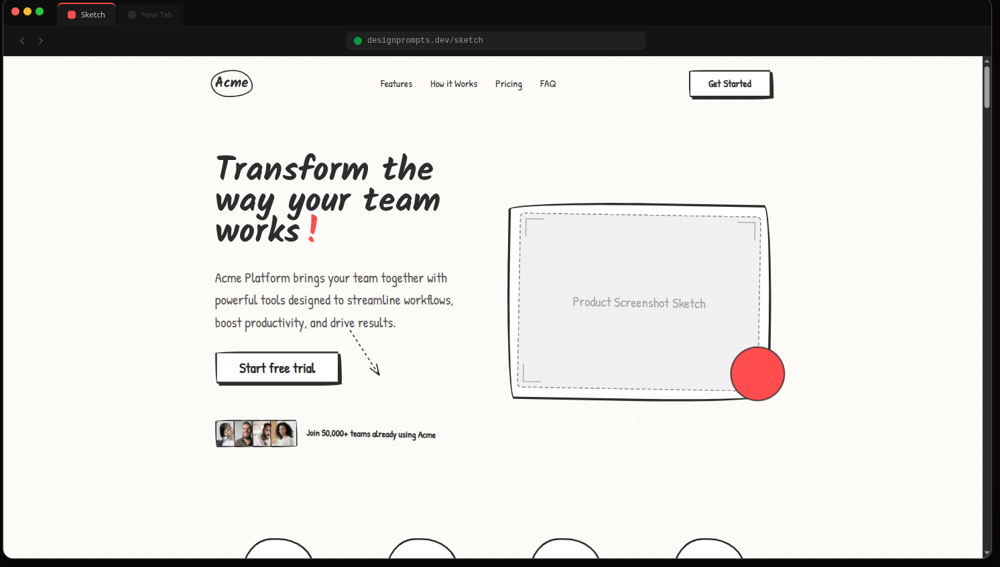 Sketch
New Tab
designprompts.dev/sketch
Acme
Features
How it Works
Pricing
FAQ
Get Started
Transform the
way your team
works!
Acme Platform brings your team together with
powerful tools designed to streamline workflows,
boost productivity, and drive results.
Start free trial
Join 50,000+ teams already using Acme
Product Screenshot Sketch